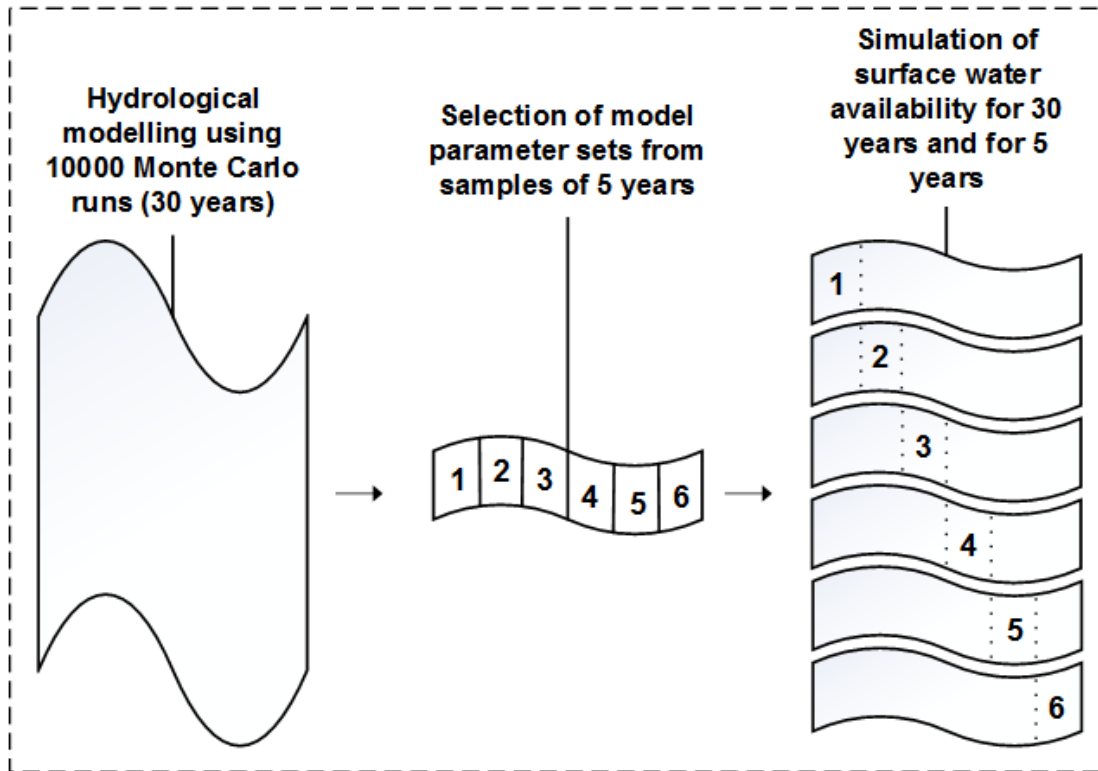 Hydrological
modelling using
10000 Monte Carlo
runs (30 years)
Selection of model
parameter sets from
samples of 5 years
Simulation of
surface water
availability for 30
years and for 5
years
1 2 3 4 5 6
1
2
3
4
5
6